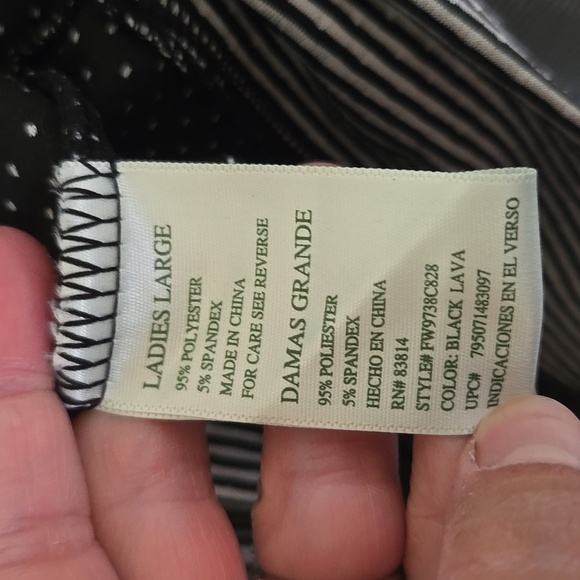 LADIES LARGE
95% POLYESTER
5% SPANDEX
MADE IN CHINA
FOR CARE SEE REVERSE
DAMAS GRANDE
95% POLIESTER
5% SPANDEX
HECHO EN CHINA
RN# 83814
STYLE# FW9738C828
COLOR: BLACK LAVA
UPC# 795071483097
INDICACIONES EN EL VERSO